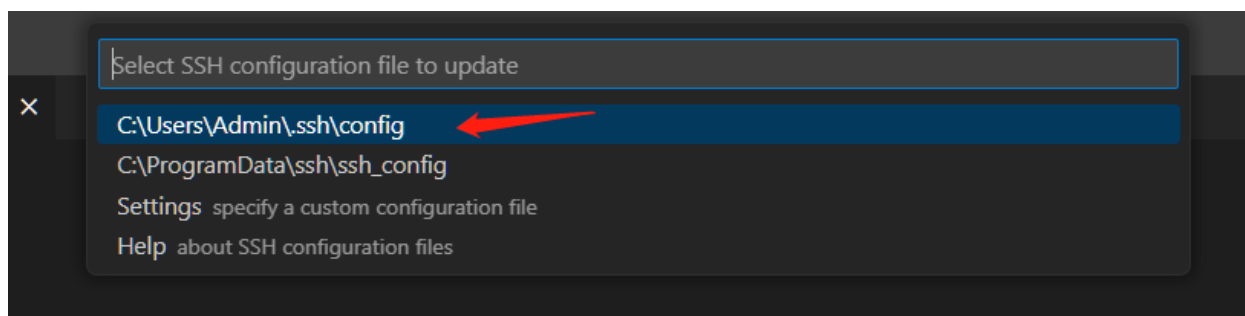 Select SSH configuration file to update
C:\Users\Admin\.ssh\config
C:\ProgramData\ssh\ssh_config
Settings specify a custom configuration file
Help about SSH configuration files